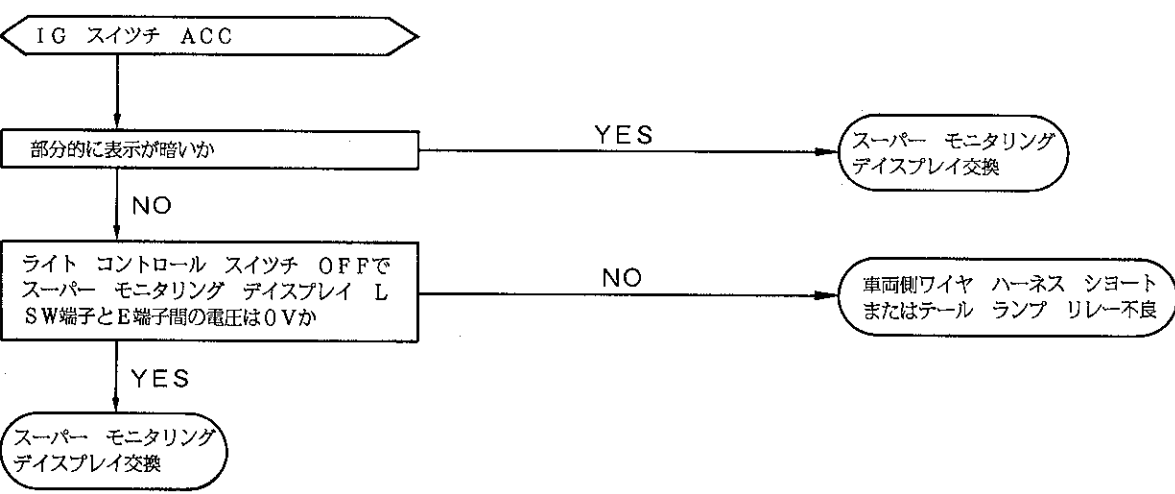 IG スイツチ ACC
部分的に表示が暗いか
YES
スーパー モニタリング
デイスプレイ交換
NO
ライト コントロール スイツチ OFFで
スーパー モニタリング デイスプレイ L
SW端子とE端子間の電圧は0Vか
NO
車両側ワイヤ ハーネス シヨート
またはテール ランプ リレー不良
YES
スーパー モニタリング
デイスプレイ交換